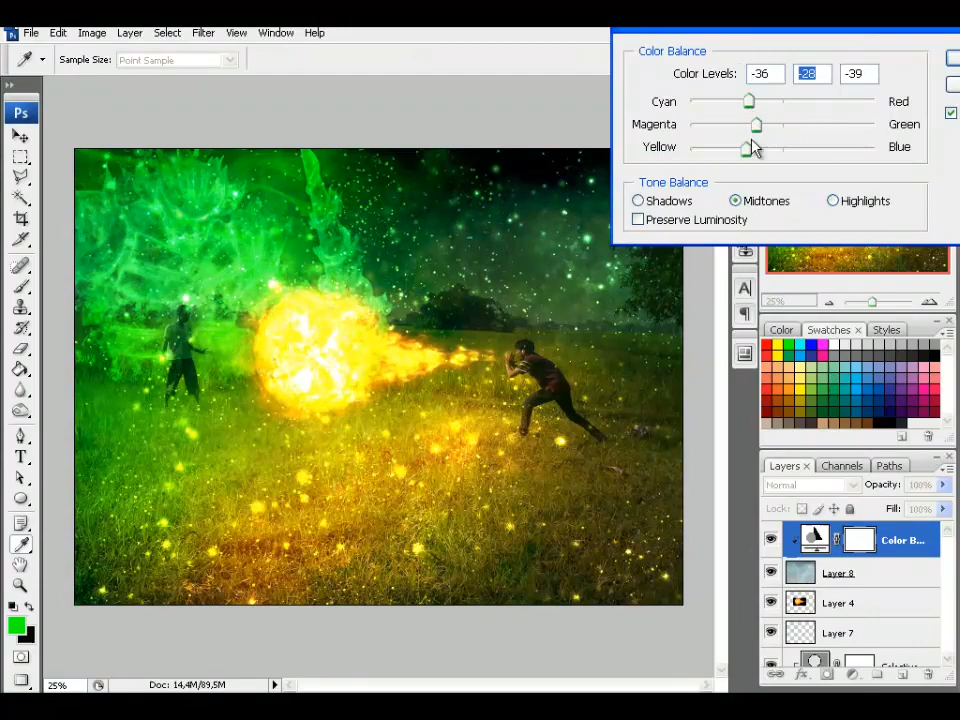 Ps File Edit Image Layer Select Filter View Window Help
Sample Size: Point Sample
Ps
Color Balance
Color Levels: -36 -28 -39
Cyan Red
Magenta Green
Yellow Blue
Tone Balance
Shadows Midtones Highlights
Preserve Luminosity
25%
A
Color Swatches × Styles
Layers × Channels Paths
Normal Opacity: 100%
Lock: Fill: 100%
Color B...
Layer 8
Layer 4
Layer 7
T
25% Doc: 14,4M/89,5M